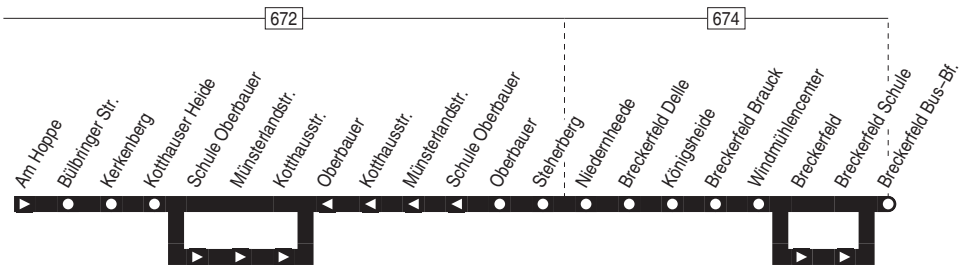 672
674
Am Hoppe
Bülbringer Str.
Kerkenberg
Kotthauser Heide
Schule Oberbauer
Münsterlandstr.
Kotthausstr.
Oberbauer
Kotthausstr.
Münsterlandstr.
Schule Oberbauer
Oberbauer
Steherberg
Niedernheede
Breckerfeld Delle
Königsheide
Breckerfeld Brauck
Windmühlencenter
Breckerfeld
Breckerfeld Schule
Breckerfeld Bus-Bf.